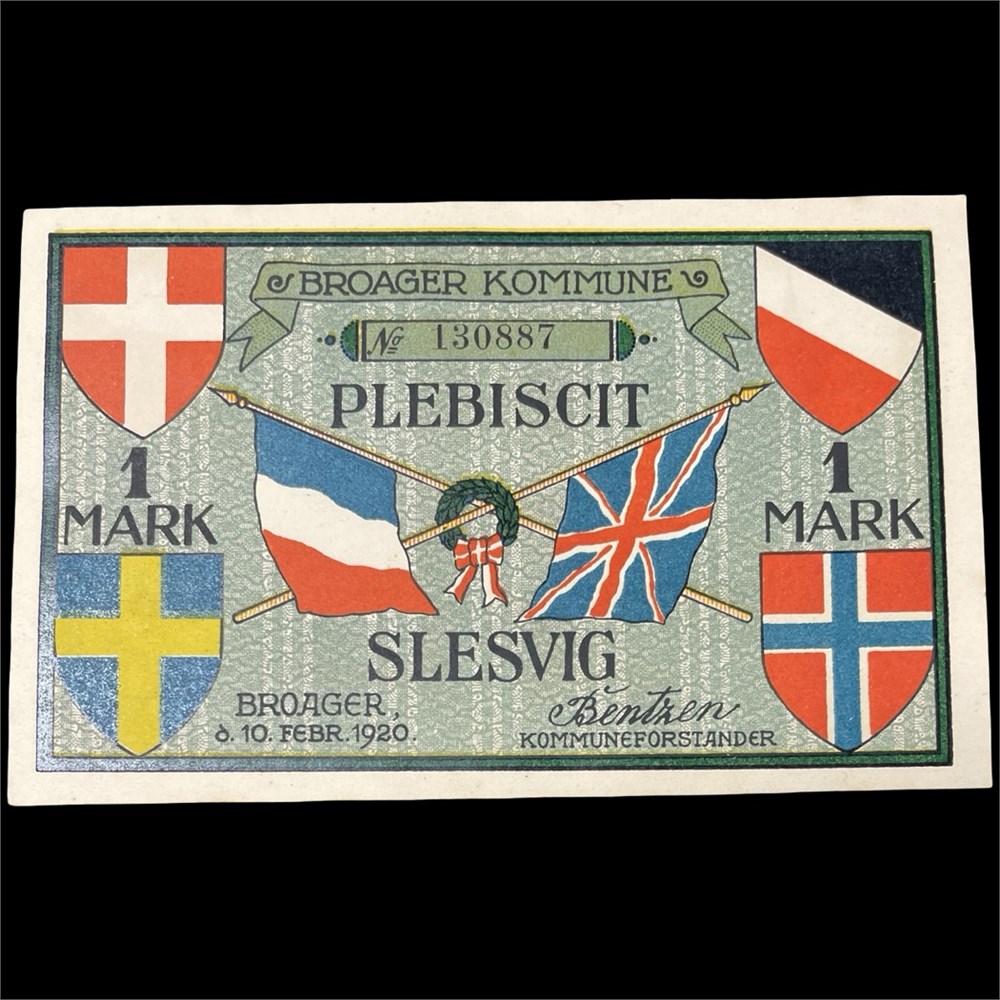 BROAGER KOMMUNE
No 130887
PLEBISCIT
1
MARK
1
MARK
SLESVIG
BROAGER,
d. 10. FEBR. 1920.
Bentzen
KOMMUNEFORSTANDER